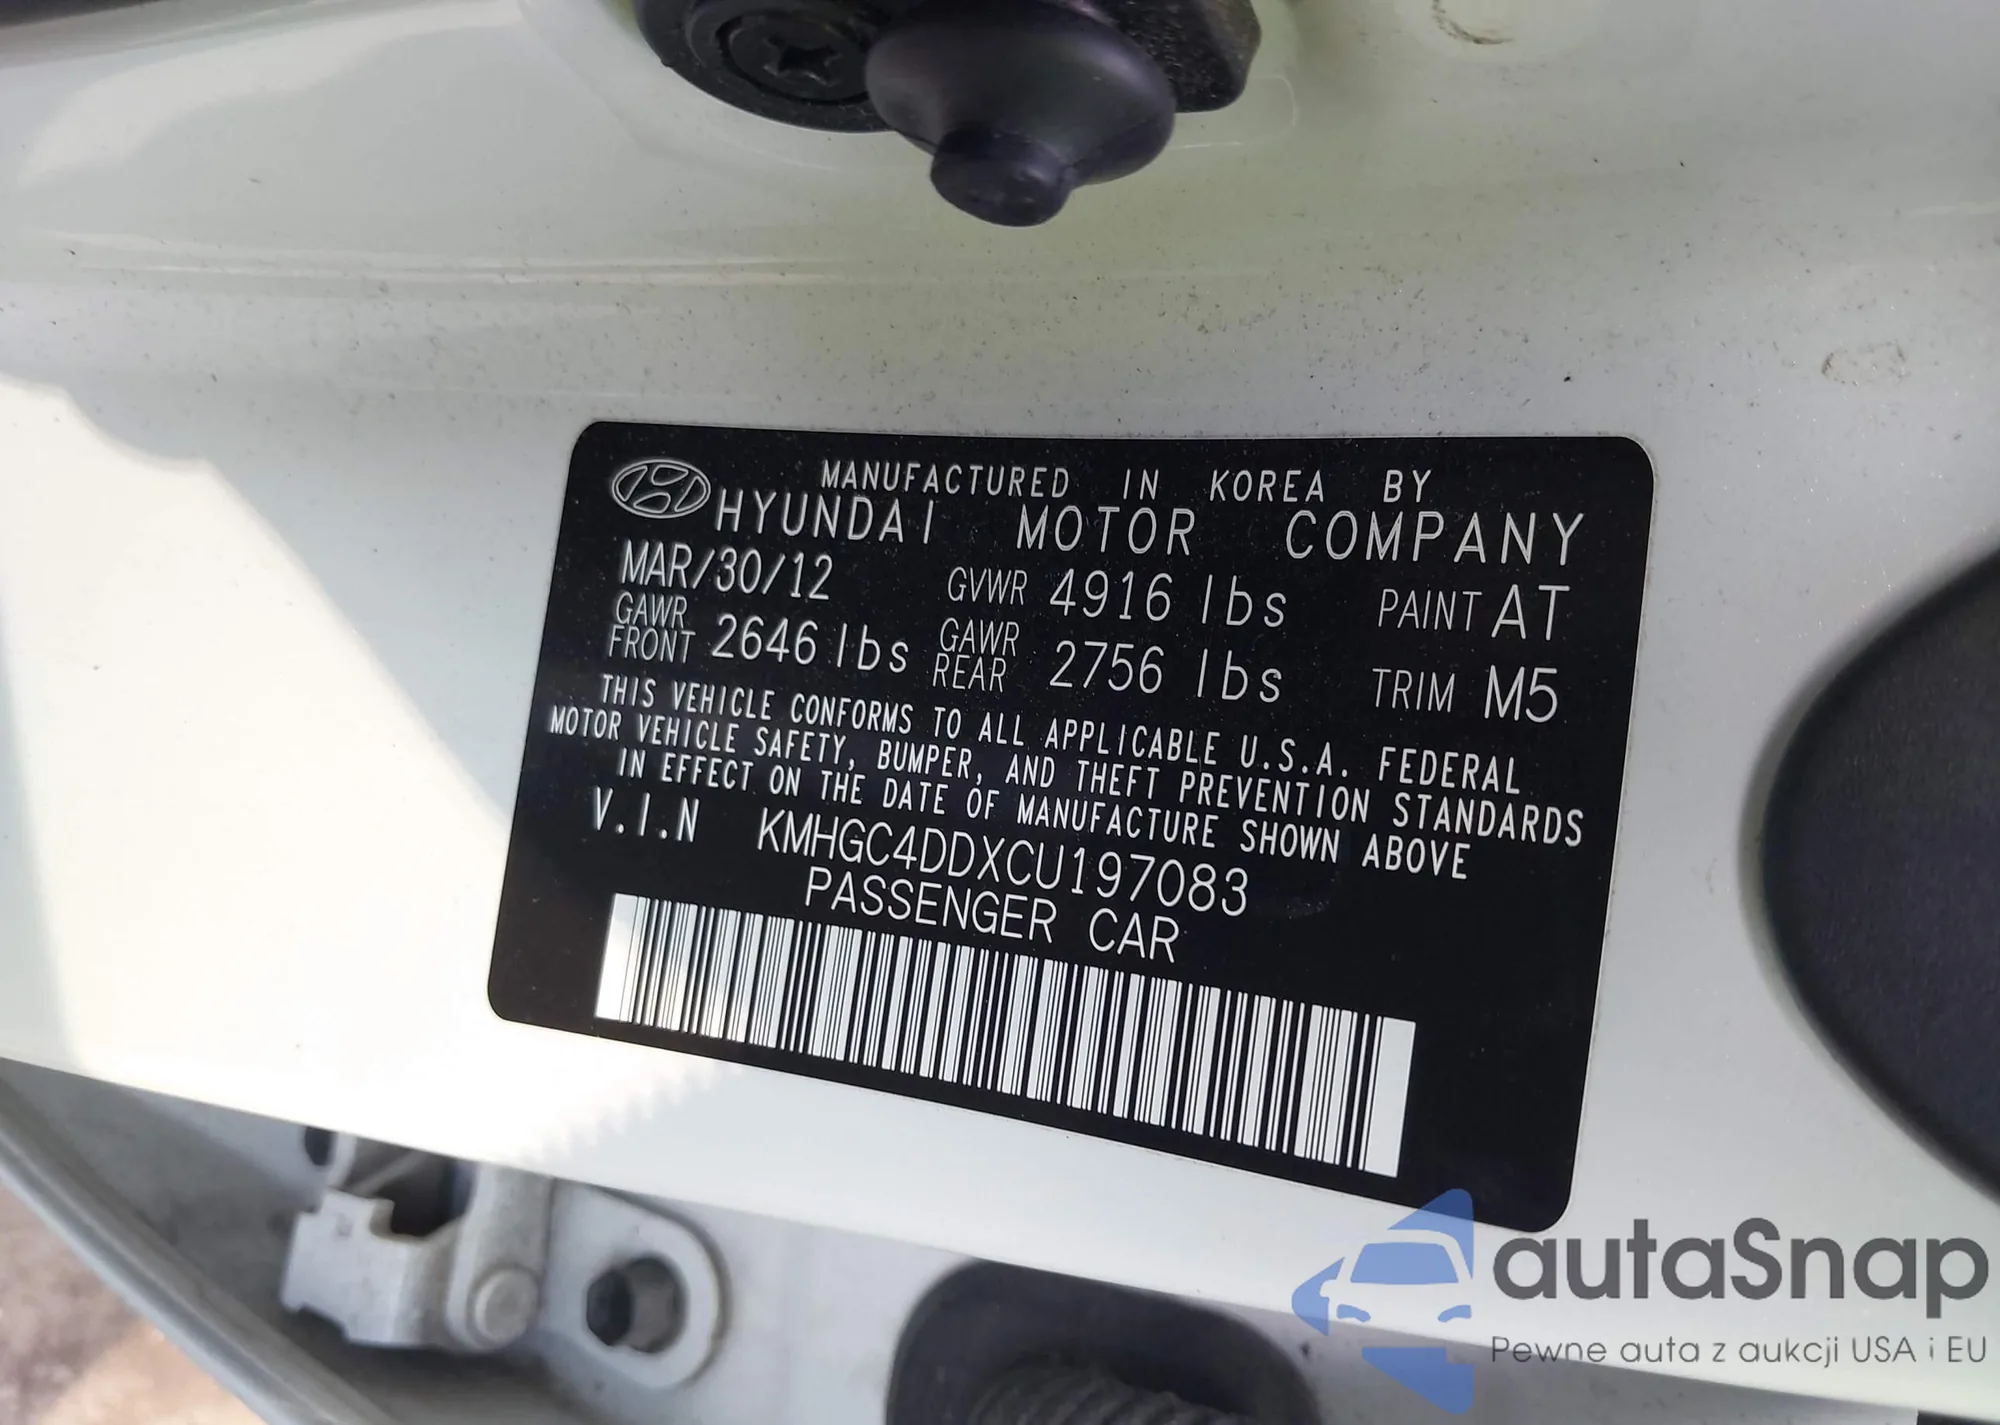 MANUFACTURED IN KOREA BY
HYUNDAI MOTOR COMPANY
MAR/30/12 GVWR 4916 lbs PAINT AT
GAWR FRONT 2646 lbs GAWR REAR 2756 lbs TRIM M5
THIS VEHICLE CONFORMS TO ALL APPLICABLE U.S.A. FEDERAL
MOTOR VEHICLE SAFETY, BUMPER, AND THEFT PREVENTION STANDARDS
IN EFFECT ON THE DATE OF MANUFACTURE SHOWN ABOVE
V.I.N KMHGC4DDXCU197083
PASSENGER CAR
autaSnap
Pewne auta z aukcji USA i EU